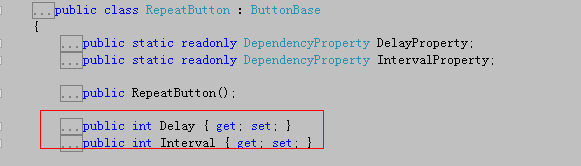 ...public class RepeatButton : ButtonBase
{
...public static readonly DependencyProperty DelayProperty;
...public static readonly DependencyProperty IntervalProperty;
...public RepeatButton();
...public int Delay { get; set; }
...public int Interval { get; set; }